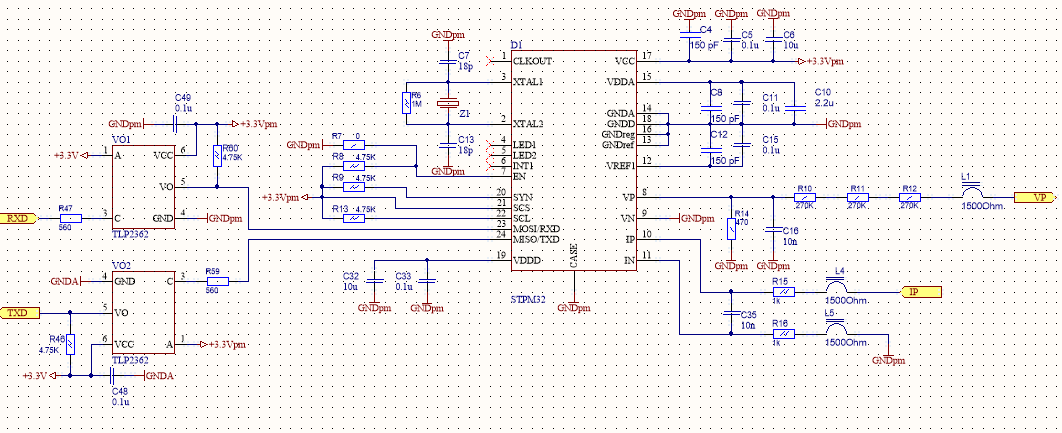 GNDpm GNDpm GNDpm
C4
150 pF
C5
0.1u
C6
10u
+3.3Vpm
GNDpm
C7
18p
R6
1M
Z1
C13
18p
GNDpm
D1
1 CLKOUT
3 XTAL1
2 XTAL2
4 LED1
5 LED2
6 INT1
7 EN
20 SYN
21 SCS
22 SCL
23 MOSI/RXD
24 MISO/TXD
19 VDDD
VCC 17
VDDA 15
GNDA 14
GNDD 18
GNDreg 16
GNDref 13
VREF1 12
VP 8
VN 9
IP 10
IN 11
CASE
STPM32
GNDpm
C8
150 pF
C11
0.1u
C10
2.2u
GNDpm
C12
150 pF
C15
0.1u
C49
0.1u
GNDpm
+3.3Vpm
VO1
+3.3V
1 A
VCC 6
VO 5
3 C
GND 4
GNDpm
TLP2362
R60
4.75K
RXD
R47
560
GNDpm
R7 0
R8 4.75K
R9 4.75K
+3.3Vpm
R13 4.75K
VO2
GNDA
4 GND
C 3
5 VO
6 VCC
A 1
+3.3Vpm
TLP2362
R59
560
TXD
R46
4.75K
+3.3V
GNDA
C48
0.1u
C32
10u
C33
0.1u
GNDpm GNDpm
GNDpm
R14
470
C16
10n
GNDpm GNDpm
R10
270K
R11
270K
R12
270K
L1
1500Ohm.
VP
C35
10n
R15
1k
L4
1500Ohm.
IP
R16
1k
L5
1500Ohm.
GNDpm